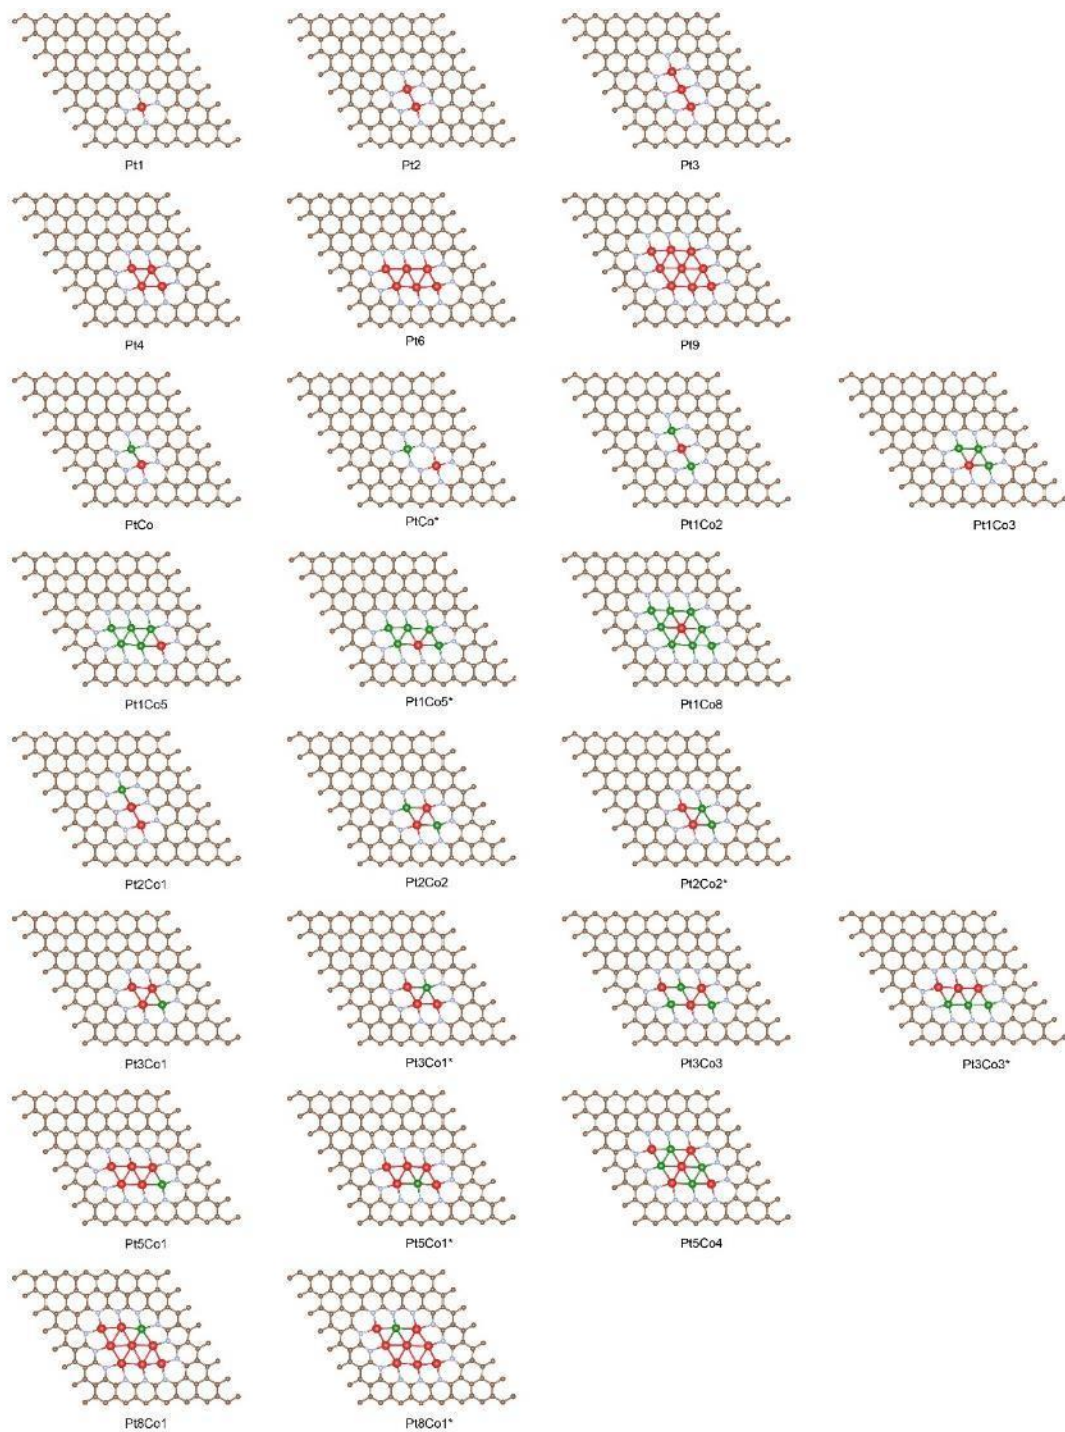 Pt1 Pt2 Pt3
Pt4 Pt6 Pt9
PtCo PtCo* Pt1Co2 Pt1Co3
Pt1Co5 Pt1Co5* Pt1Co8
Pt2Co1 Pt2Co2 Pt2Co2*
Pt3Co1 Pt3Co1* Pt3Co3 Pt3Co3*
Pt5Co1 Pt5Co1* Pt5Co4
Pt8Co1 Pt8Co1*